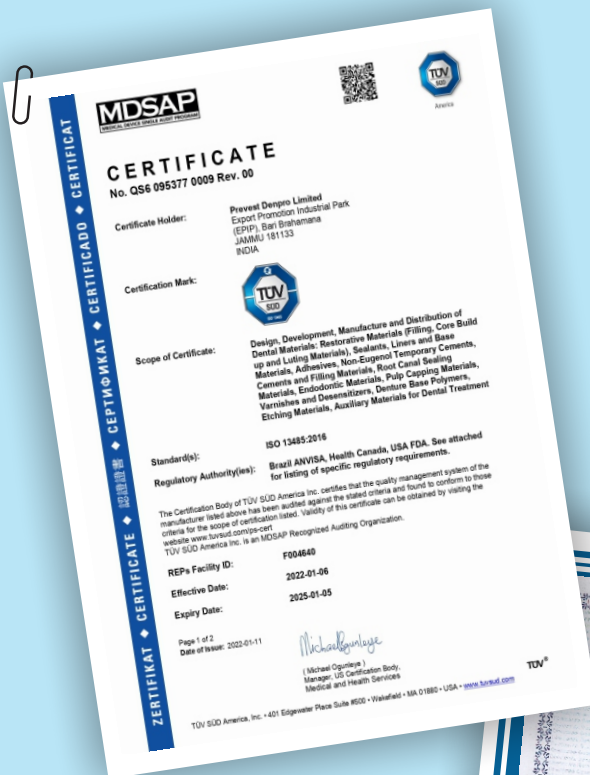 MDSAP
MEDICAL DEVICE SINGLE AUDIT PROGRAM
TÜV
SÜD
America
CERTIFICATE
No. QS6 095377 0009 Rev. 00
Certificate Holder:
Prevest Denpro Limited
Export Promotion Industrial Park
(EPIP), Bari Brahamana
JAMMU 181133
INDIA
Certification Mark:
TÜV
SÜD
Scope of Certificate:
Design, Development, Manufacture and Distribution of
Dental Materials: Restorative Materials (Filling, Core Build
up and Luting Materials), Sealants, Liners and Base
Materials, Adhesives, Non-Eugenol Temporary Cements,
Cements and Filling Materials, Root Canal Sealing
Materials, Endodontic Materials, Pulp Capping Materials,
Varnishes and Desensitizers, Denture Base Polymers,
Etching Materials, Auxiliary Materials for Dental Treatment
Standard(s):
ISO 13485:2016
Regulatory Authority(ies):
Brazil ANVISA, Health Canada, USA FDA. See attached
for listing of specific regulatory requirements.
The Certification Body of TÜV SÜD America Inc. certifies that the quality management system of the
manufacturer listed above has been audited against the stated criteria and found to conform to those
criteria for the scope of certification listed. Validity of this certificate can be obtained by visiting the
website www.tuvsud.com/ps-cert
TÜV SÜD America Inc. is an MDSAP Recognized Auditing Organization.
REPs Facility ID:
F004640
Effective Date:
2022-01-06
Expiry Date:
2025-01-05
Page 1 of 2
Date of Issue: 2022-01-11
Michael Ogunleye
( Michael Ogunleye )
Manager, US Certification Body,
Medical and Health Services
TÜV SÜD America, Inc. • 401 Edgewater Place Suite #500 • Wakefield • MA 01880 • USA • www.tuvsud.com
TÜV®
ZERTIFIKAT ◆ CERTIFICATE ◆ 認證證書 ◆ СЕРТИФИКАТ ◆ CERTIFICADO ◆ CERTIFICAT